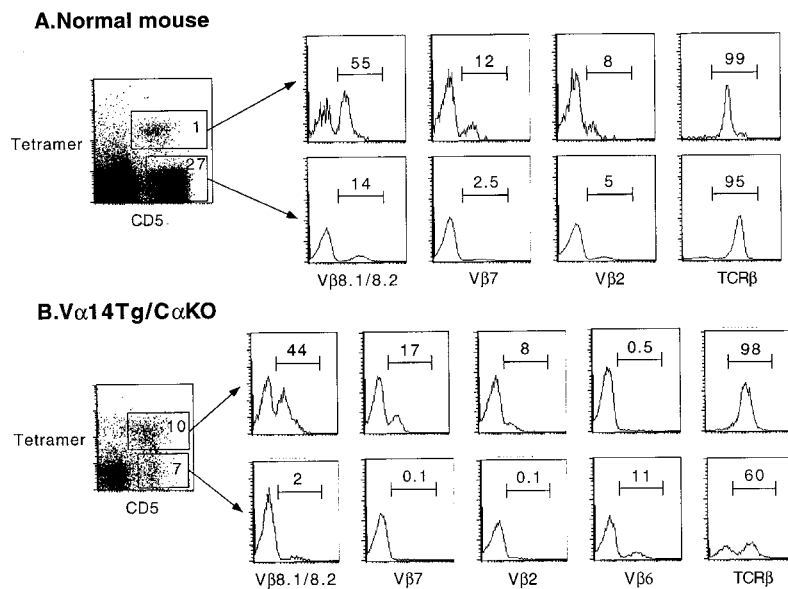 A.Normal mouse
55
12
8
99
1
27
Tetramer
CD5
14
2.5
5
95
Vβ8.1/8.2
Vβ7
Vβ2
TCRβ
B.Vα14Tg/CαKO
44
17
8
0.5
98
10
7
Tetramer
CD5
2
0.1
0.1
11
60
Vβ8.1/8.2
Vβ7
Vβ2
Vβ6
TCRβ